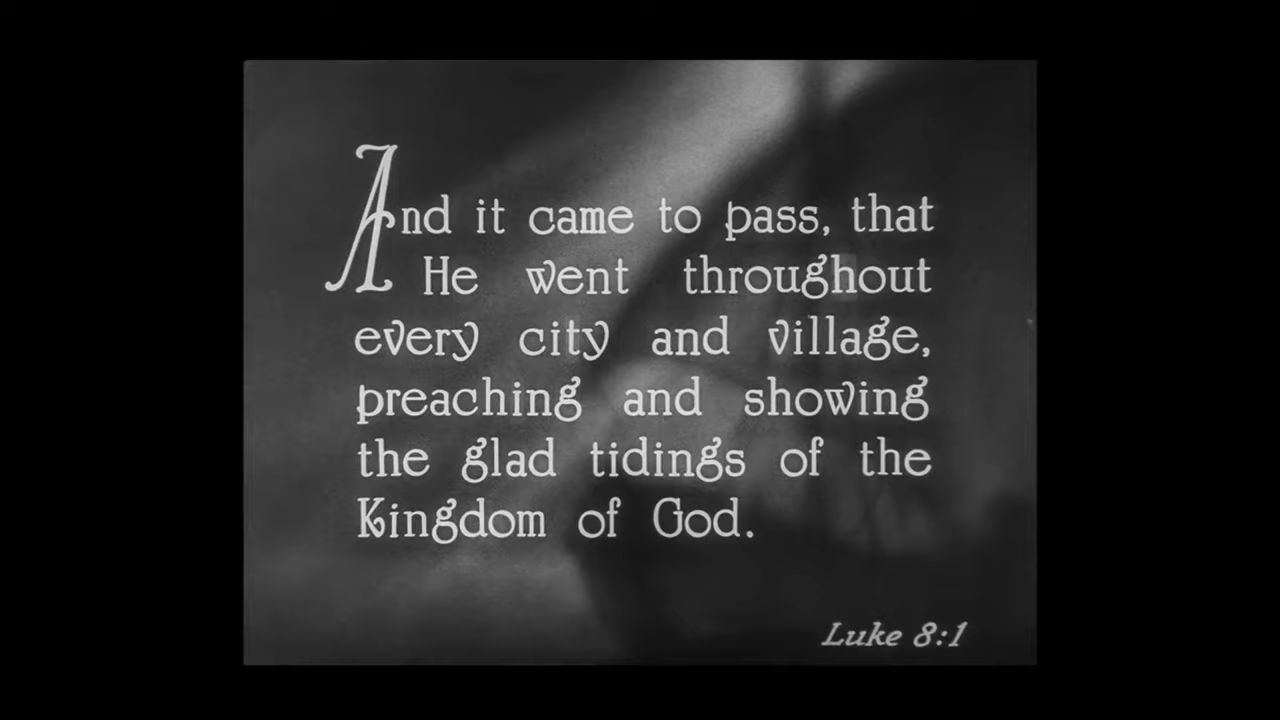 And it came to pass, that
He went throughout
every city and village,
preaching and showing
the glad tidings of the
Kingdom of God.
Luke 8:1